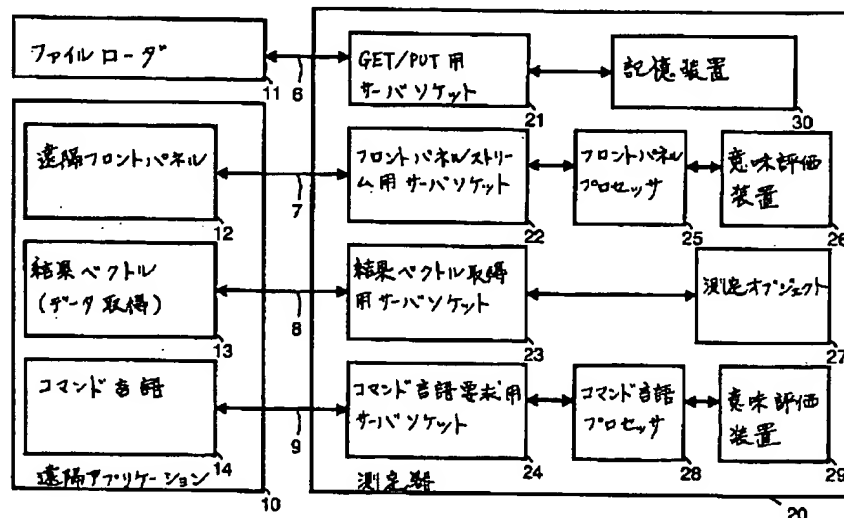 ファイルローダ
11
6
GET/PUT用
サーバソケット
21
記憶装置
30
遠隔フロントパネル
12
7
フロントパネルストリー
ム用サーバソケット
22
フロントパネル
プロセッサ
25
意味評価
装置
26
結果ベクトル
(データ取得)
13
8
結果ベクトル取得
用サーバソケット
23
測定オブジェクト
27
コマンド言語
14
9
コマンド言語要求用
サーバソケット
24
コマンド言語
プロセッサ
28
意味評価
装置
29
遠隔アプリケーション
10
測定器
20